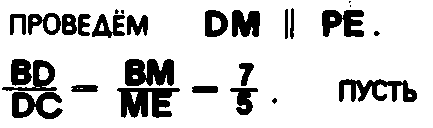 ПРОВЕДЁМ DM || PE.
BD/DC — BM/ME — 7/5. ПУСТЬ